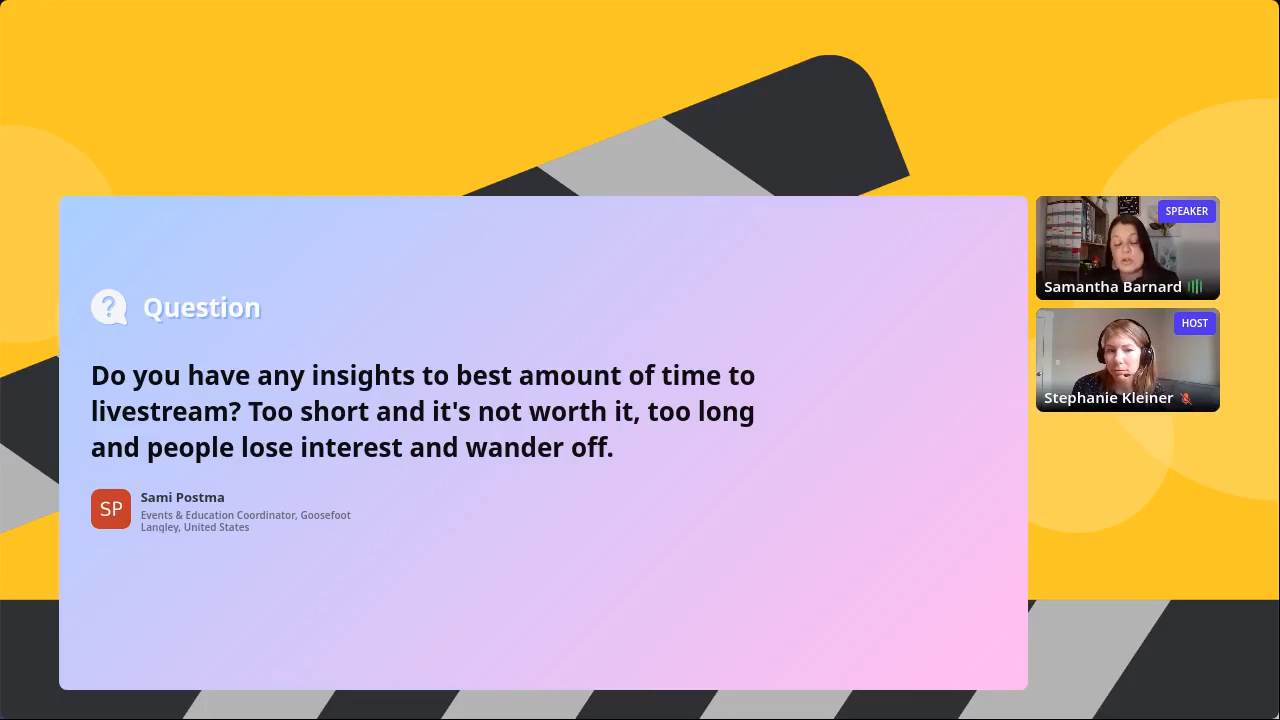 Question
Do you have any insights to best amount of time to
livestream? Too short and it's not worth it, too long
and people lose interest and wander off.
SP
Sami Postma
Events & Education Coordinator, Goosefoot
Langley, United States
SPEAKER
Samantha Barnard
HOST
Stephanie Kleiner